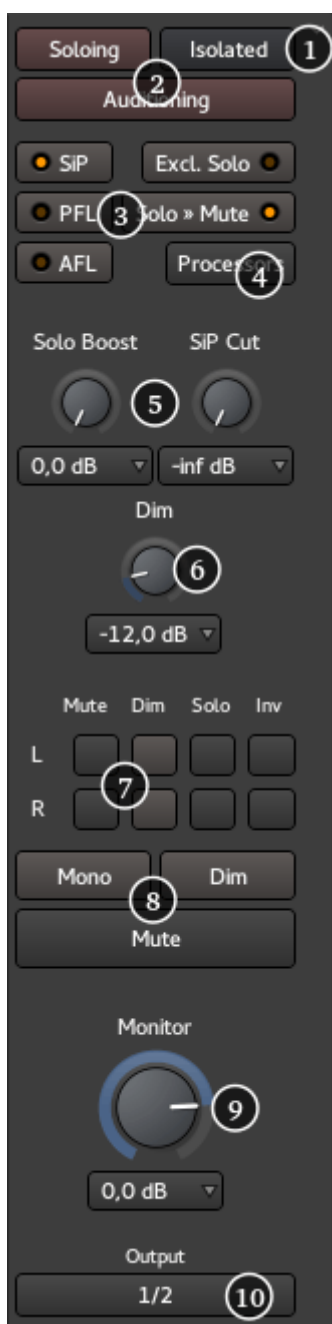 Soloing Isolated 1
2
Auditioning
SiP Excl. Solo
PFL 3 Solo » Mute
AFL Processors
4
Solo Boost SiP Cut
5
0,0 dB -inf dB
Dim
6
-12,0 dB
Mute Dim Solo Inv
L
7
R
Mono Dim
8
Mute
Monitor
9
0,0 dB
Output
1/2 10